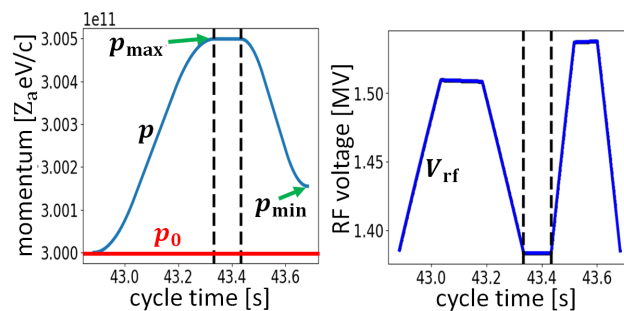 1e11
3.005
3.004
3.002
3.001
3.000
momentum [Z_a eV/c]
p_max
p
p_min
p_0
43.0 43.2 43.4 43.6
cycle time [s]
1.50
1.45
1.40
RF voltage [MV]
V_rf
43.0 43.2 43.4 43.6
cycle time [s]